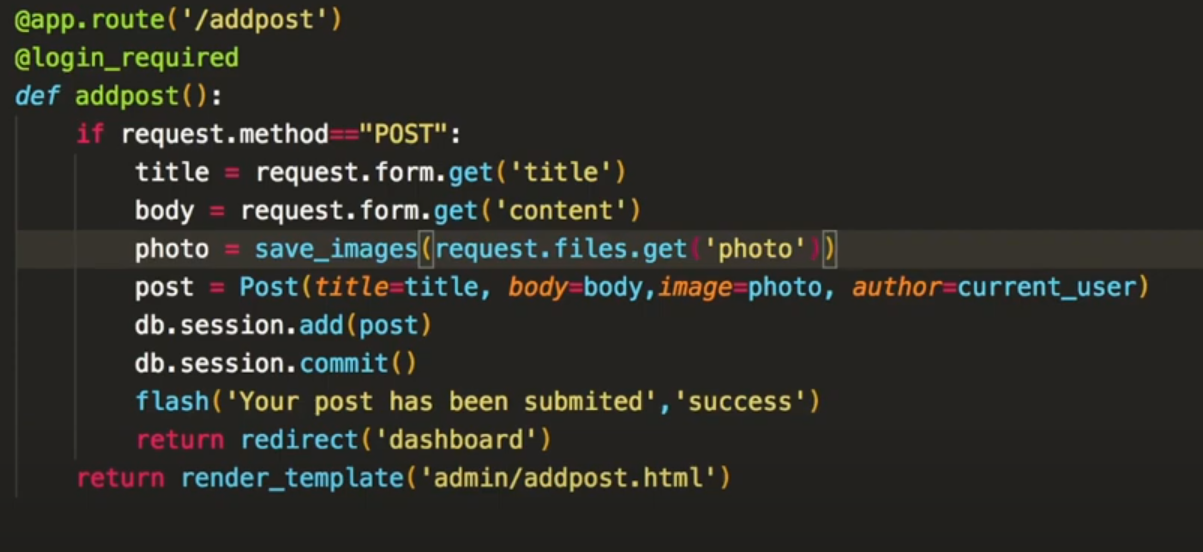 @app.route('/addpost')
@login_required
def addpost():
    if request.method=="POST":
        title = request.form.get('title')
        body = request.form.get('content')
        photo = save_images(request.files.get('photo'))
        post = Post(title=title, body=body,image=photo, author=current_user)
        db.session.add(post)
        db.session.commit()
        flash('Your post has been submited','success')
        return redirect('dashboard')
    return render_template('admin/addpost.html')